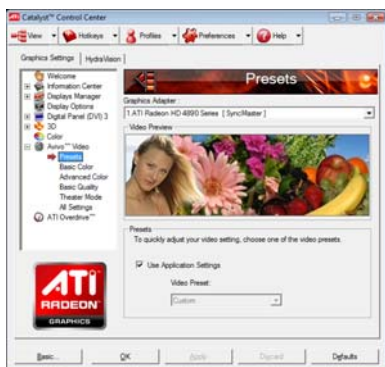 Catalyst™ Control Center
View Hotkeys Profiles Preferences Help
Graphics Settings HydraVision
Welcome
Information Center
Displays Manager
Display Options
Digital Panel (DVI) 3
3D
Color
Avivo™ Video
Presets
Basic Color
Advanced Color
Basic Quality
Theater Mode
All Settings
ATI Overdrive™
ATI
RADEON
GRAPHICS
Presets
Graphics Adapter:
1.ATI Radeon HD 4890 Series [ SyncMaster ]
Video Preview
Presets
To quickly adjust your video setting, choose one of the video presets.
Use Application Settings
Video Preset:
Custom
Basic... OK Apply Discard Defaults